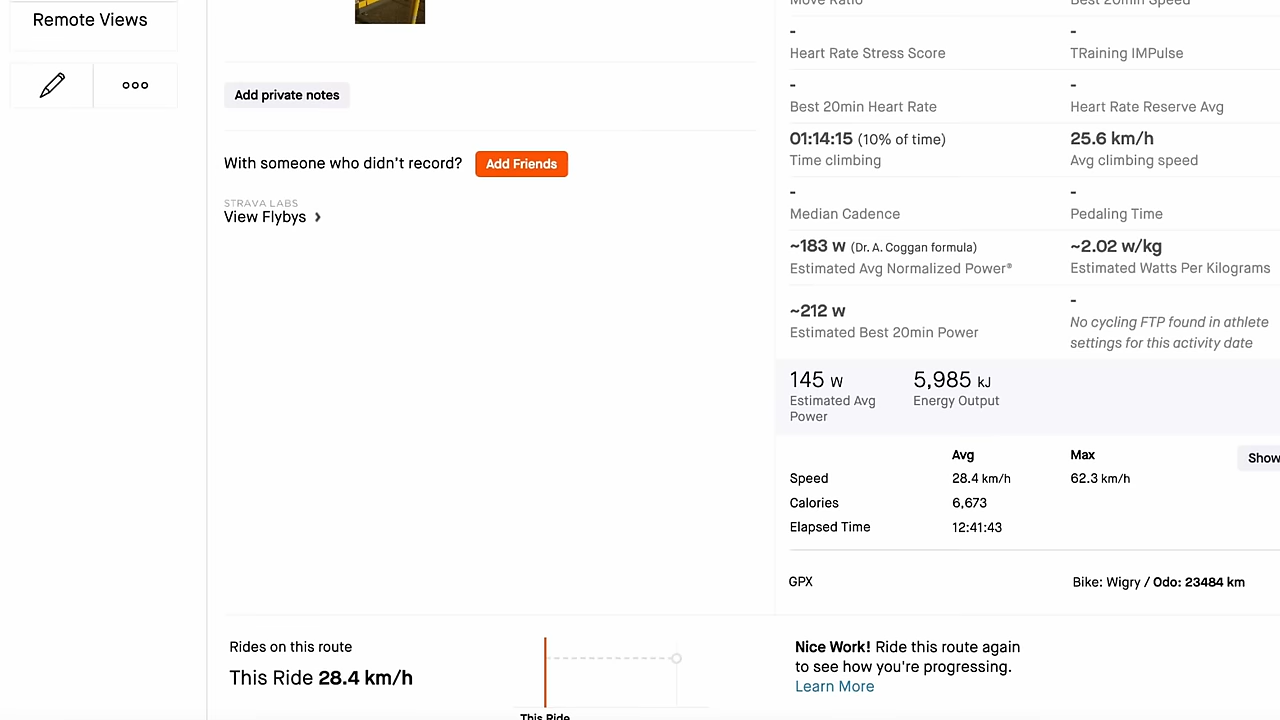 Remote Views
Move Ratio
Best 20min Speed
-
-
Heart Rate Stress Score
TRaining IMPulse
Add private notes
-
-
Best 20min Heart Rate
Heart Rate Reserve Avg
01:14:15 (10% of time)
25.6 km/h
Time climbing
Avg climbing speed
With someone who didn't record?
Add Friends
-
-
Median Cadence
Pedaling Time
STRAVA LABS
View Flybys
~183 w (Dr. A. Coggan formula)
~2.02 w/kg
Estimated Avg Normalized Power®
Estimated Watts Per Kilograms
~212 w
-
Estimated Best 20min Power
No cycling FTP found in athlete
settings for this activity date
145 W
5,985 kJ
Estimated Avg
Power
Energy Output
Avg
Max
Show
Speed
28.4 km/h
62.3 km/h
Calories
6,673
Elapsed Time
12:41:43
GPX
Bike: Wigry / Odo: 23484 km
Rides on this route
This Ride 28.4 km/h
This Ride
Nice Work! Ride this route again
to see how you're progressing.
Learn More